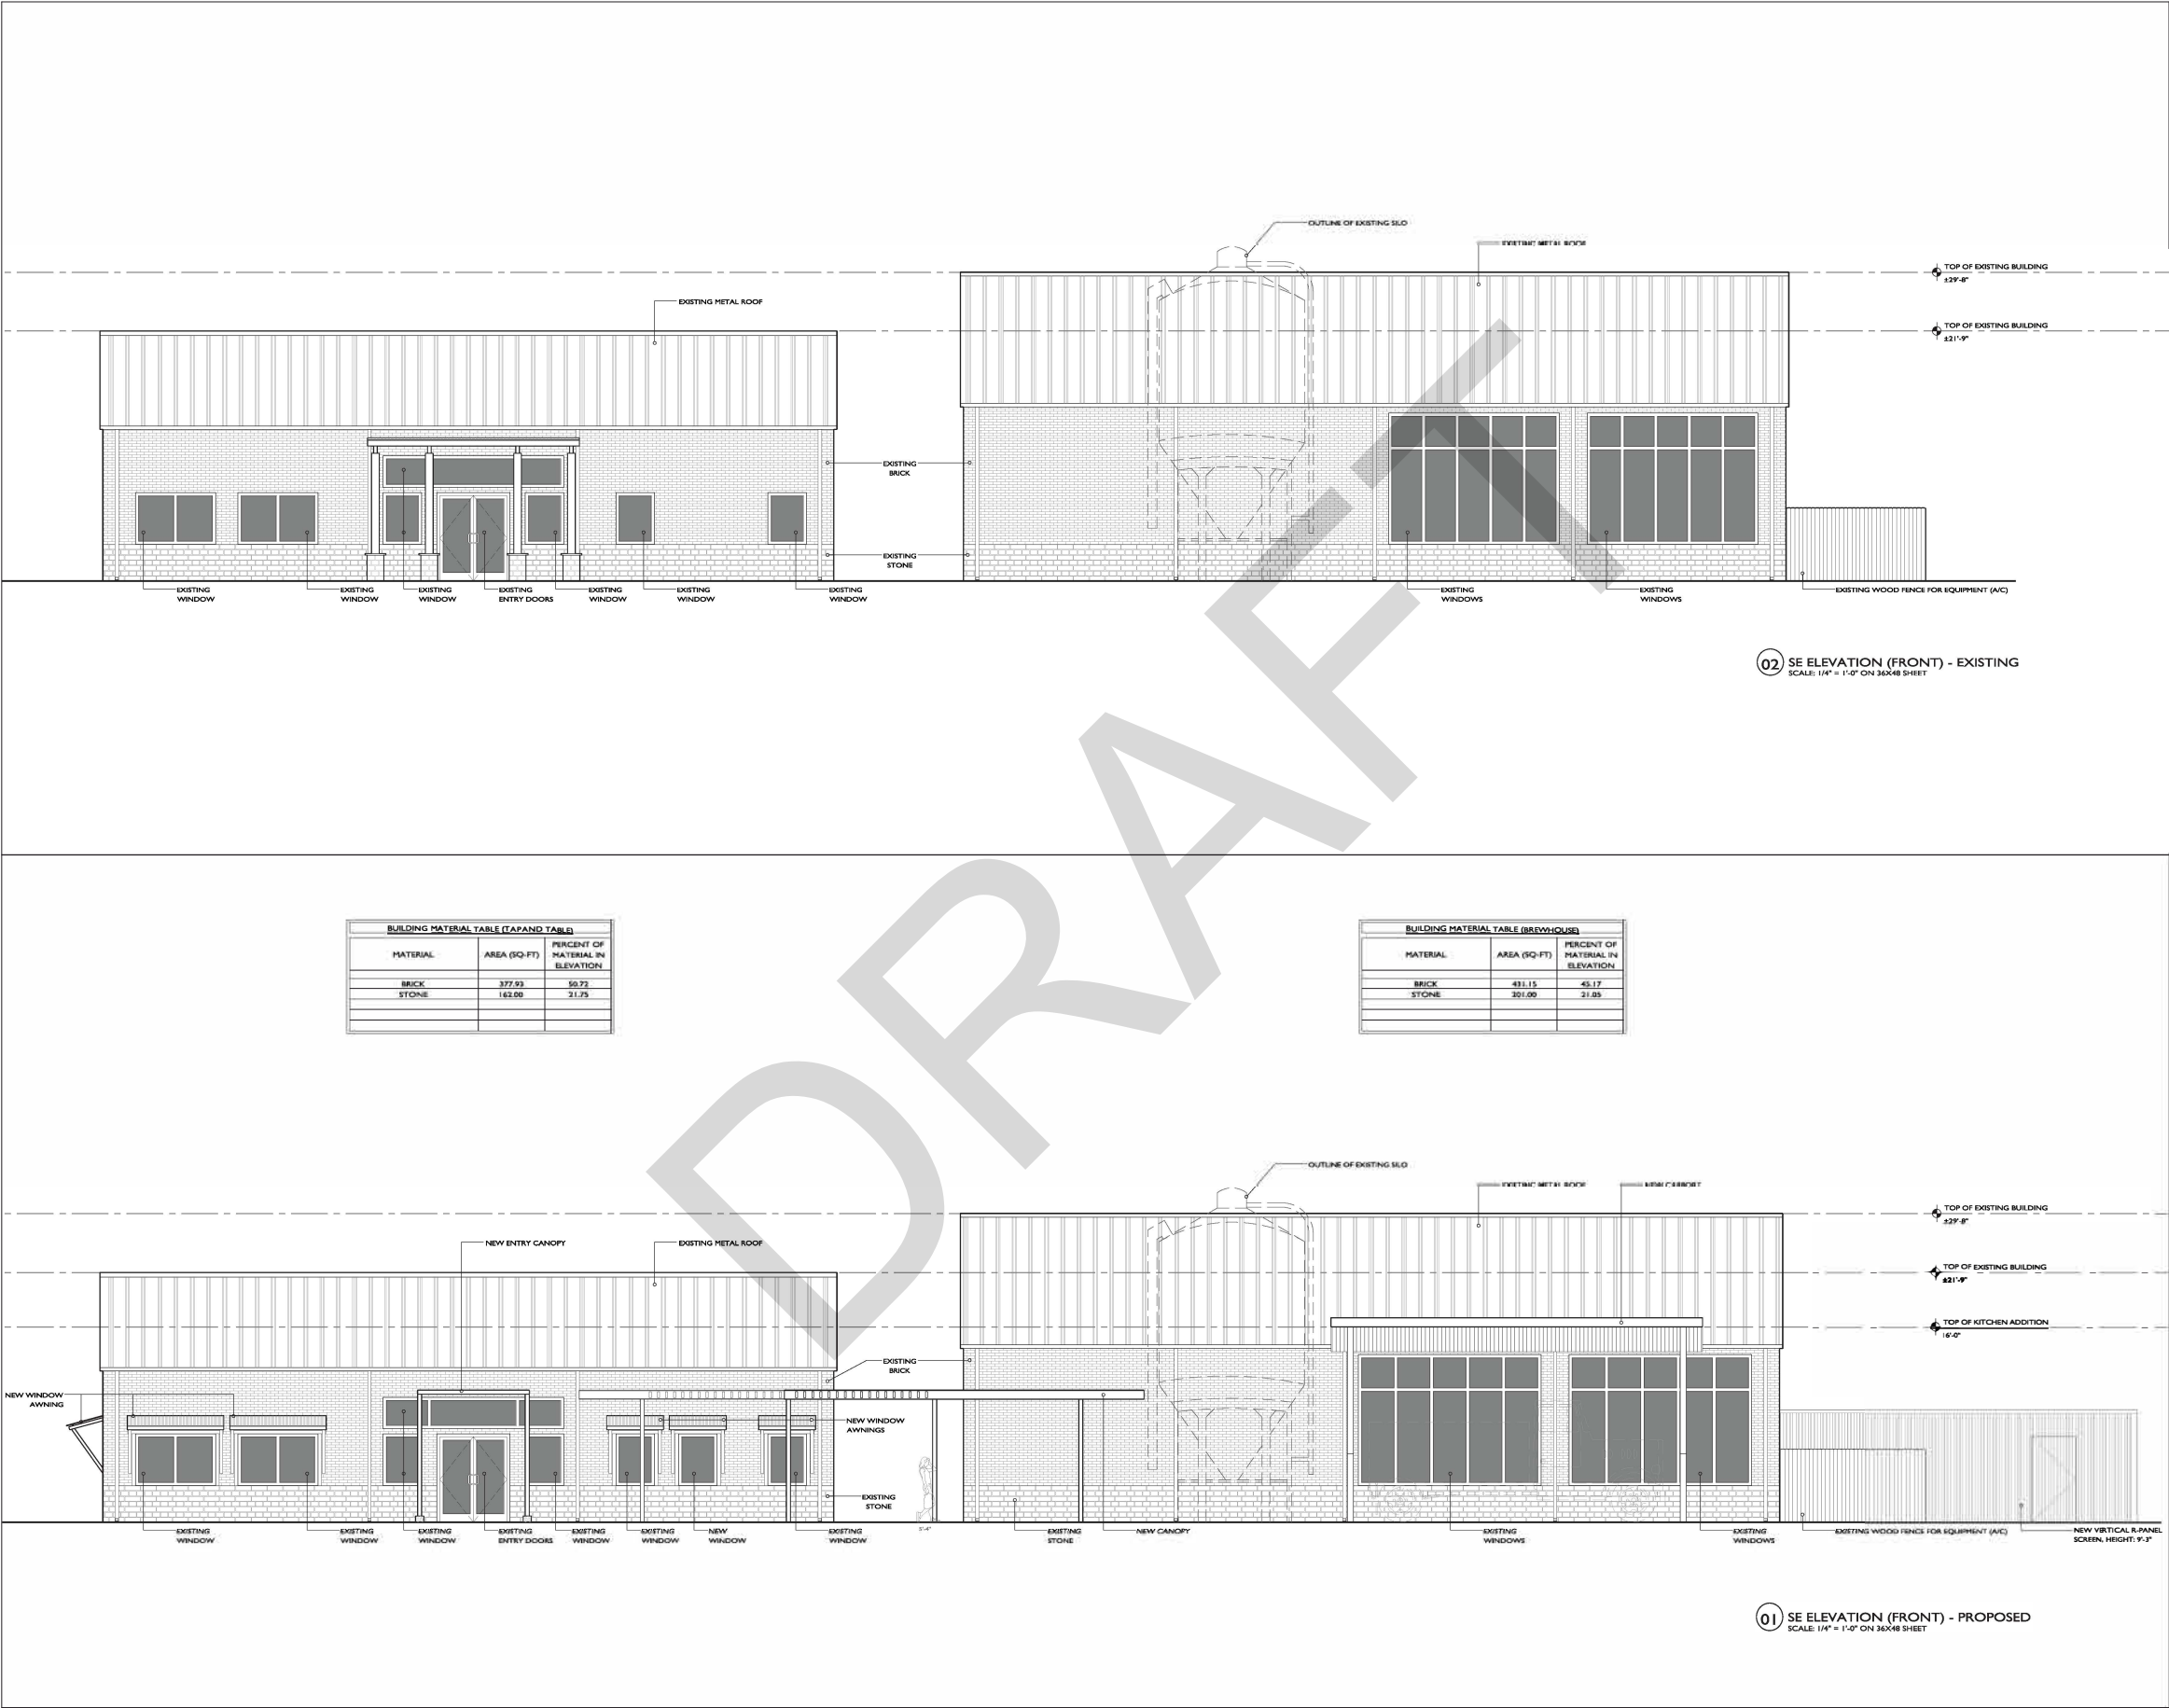 OUTLINE OF EXISTING SILO
EXISTING METAL ROOF
TOP OF EXISTING BUILDING
±29'-8"
EXISTING METAL ROOF
TOP OF EXISTING BUILDING
±21'-9"
EXISTING
BRICK
EXISTING
STONE
EXISTING
WINDOW
EXISTING
WINDOW
EXISTING
WINDOW
EXISTING
ENTRY DOORS
EXISTING
WINDOW
EXISTING
WINDOW
EXISTING
WINDOW
EXISTING
WINDOWS
EXISTING
WINDOWS
EXISTING WOOD FENCE FOR EQUIPMENT (A/C)
02 SE ELEVATION (FRONT) - EXISTING
SCALE: 1/4" = 1'-0" ON 36X48 SHEET
DRAFT
BUILDING MATERIAL TABLE (TAPAND TABLE)
MATERIAL AREA (SQ-FT) PERCENT OF MATERIAL IN ELEVATION
BRICK 377.93 50.72
STONE 162.00 21.75
BUILDING MATERIAL TABLE (BREWHOUSE)
MATERIAL AREA (SQ-FT) PERCENT OF MATERIAL IN ELEVATION
BRICK 431.15 45.17
STONE 201.00 21.05
OUTLINE OF EXISTING SILO
EXISTING METAL ROOF
NEW CARPORT
TOP OF EXISTING BUILDING
±29'-8"
NEW ENTRY CANOPY
EXISTING METAL ROOF
TOP OF EXISTING BUILDING
±21'-9"
TOP OF KITCHEN ADDITION
16'-0"
EXISTING
BRICK
NEW WINDOW
AWNING
NEW WINDOW
AWNINGS
EXISTING
STONE
5'-4"
EXISTING
WINDOW
EXISTING
WINDOW
EXISTING
WINDOW
EXISTING
ENTRY DOORS
EXISTING
WINDOW
EXISTING
WINDOW
NEW
WINDOW
EXISTING
WINDOW
EXISTING
STONE
NEW CANOPY
EXISTING
WINDOWS
EXISTING
WINDOWS
EXISTING WOOD FENCE FOR EQUIPMENT (A/C)
NEW VERTICAL R-PANEL
SCREEN, HEIGHT: 9'-3"
01 SE ELEVATION (FRONT) - PROPOSED
SCALE: 1/4" = 1'-0" ON 36X48 SHEET